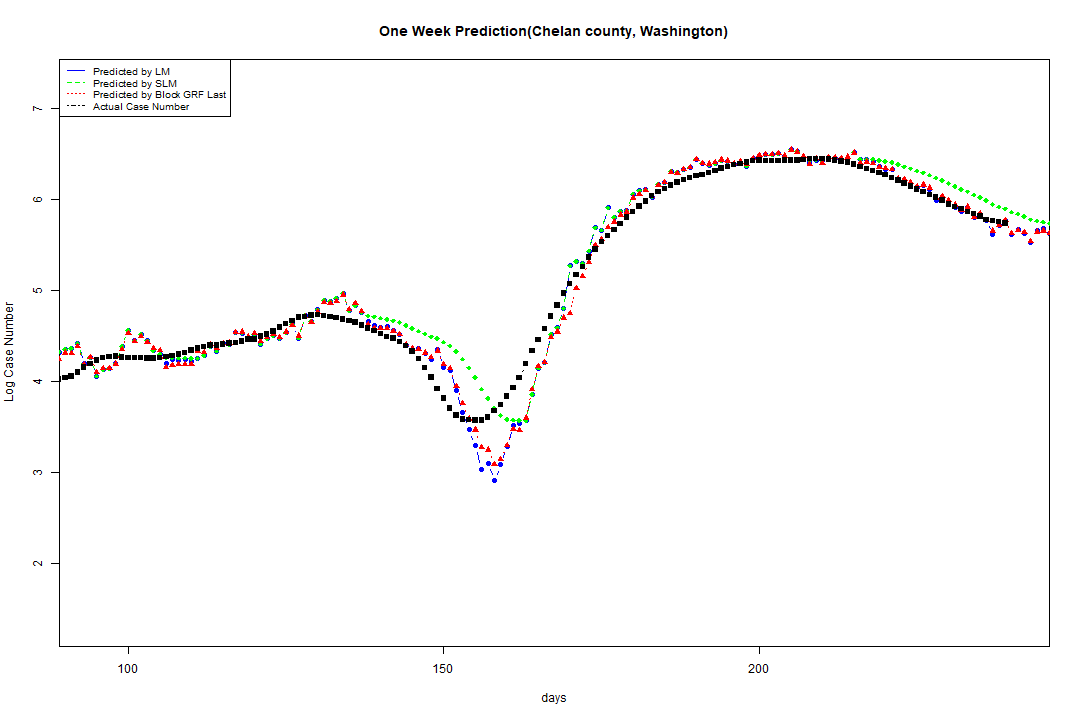 One Week Prediction(Chelan county, Washington)
Predicted by LM
Predicted by SLM
Predicted by Block GRF Last
Actual Case Number
7
6
5
4
3
2
Log Case Number
100
150
200
days